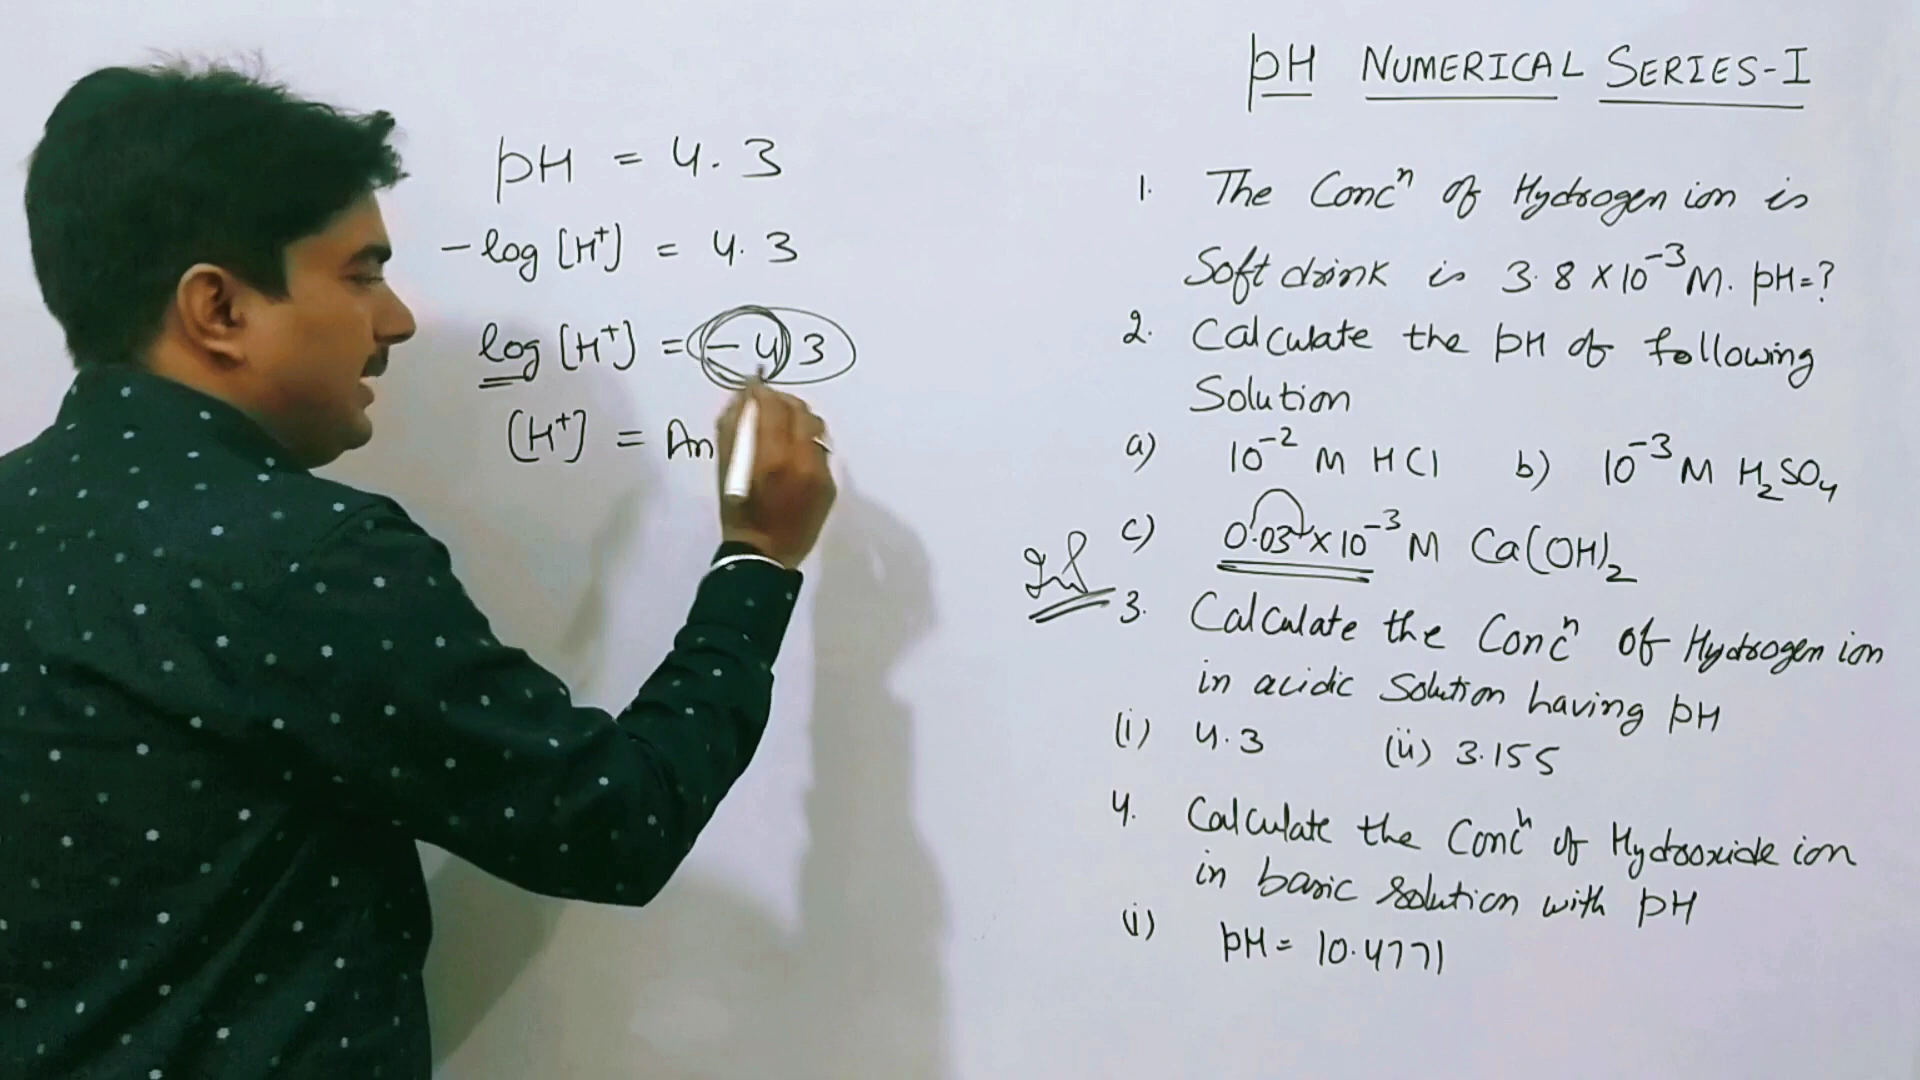 pH = 4.3
-log [H⁺] = 4.3
log [H⁺] = -4.3
[H⁺] = An
pH NUMERICAL SERIES-I
1. The Concⁿ of Hydrogen ion is
Soft drink is 3.8 × 10⁻³ M. pH=?
2. Calculate the pH of following
Solution
a) 10⁻² M HCl b) 10⁻³ M H₂SO₄
c) 0.03 × 10⁻³ M Ca(OH)₂
3. Calculate the Concⁿ of Hydrogen ion
in acidic Solution having pH
(i) 4.3 (ii) 3.155
4. Calculate the Concⁿ of Hydroxide ion
in basic solution with pH
(i) pH = 10.4771